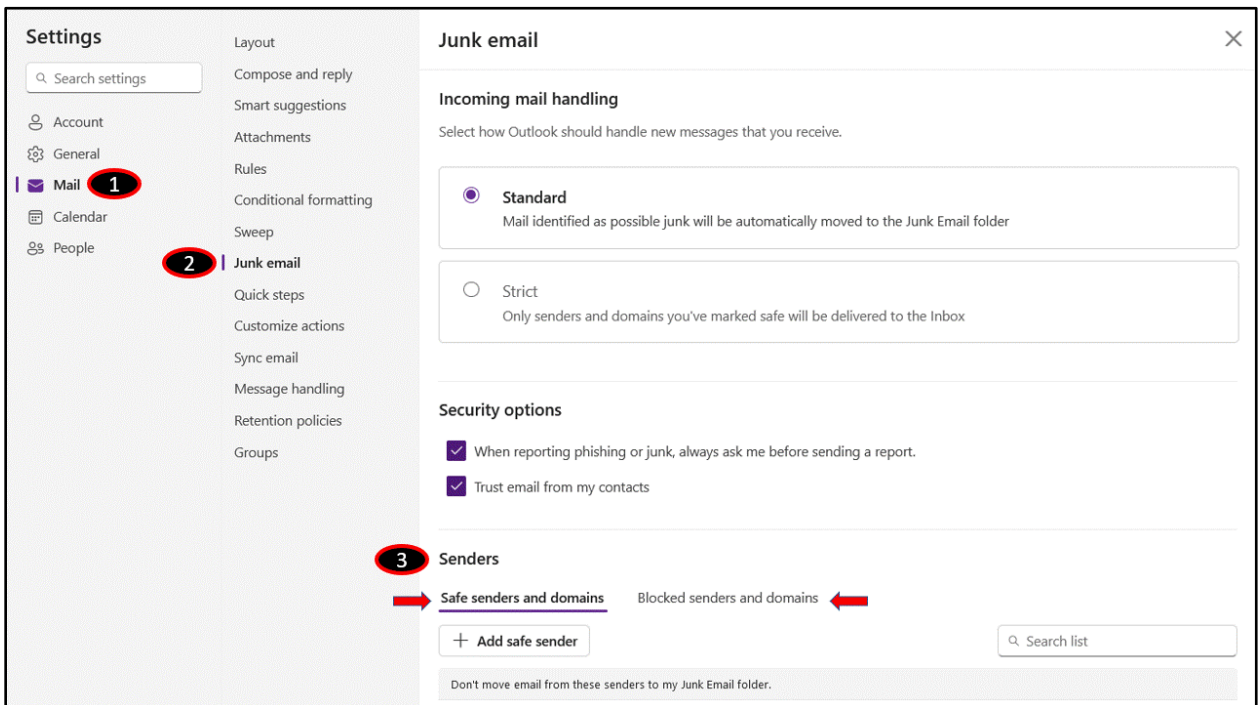 Settings
Search settings
Account
General
Mail 1
Calendar
People
Layout
Compose and reply
Smart suggestions
Attachments
Rules
Conditional formatting
Sweep
2 Junk email
Quick steps
Customize actions
Sync email
Message handling
Retention policies
Groups
Junk email
Incoming mail handling
Select how Outlook should handle new messages that you receive.
Standard
Mail identified as possible junk will be automatically moved to the Junk Email folder
Strict
Only senders and domains you've marked safe will be delivered to the Inbox
Security options
When reporting phishing or junk, always ask me before sending a report.
Trust email from my contacts
3 Senders
Safe senders and domains Blocked senders and domains
+ Add safe sender Search list
Don't move email from these senders to my Junk Email folder.